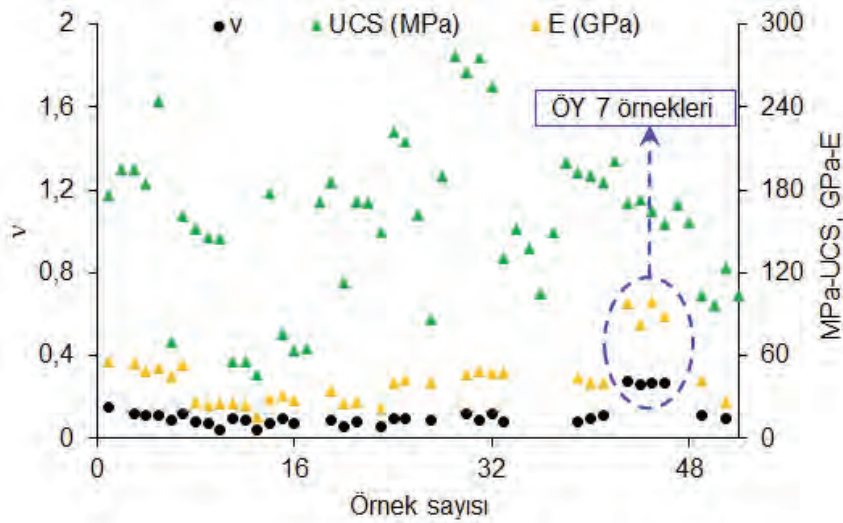 v UCS (MPa) E (GPa)
2
1,6
1,2
0,8
0,4
0
v
300
240
180
120
60
0
MPa-UCS, GPa-E
ÖY 7 örnekleri
0 16 32 48
Örnek sayısı